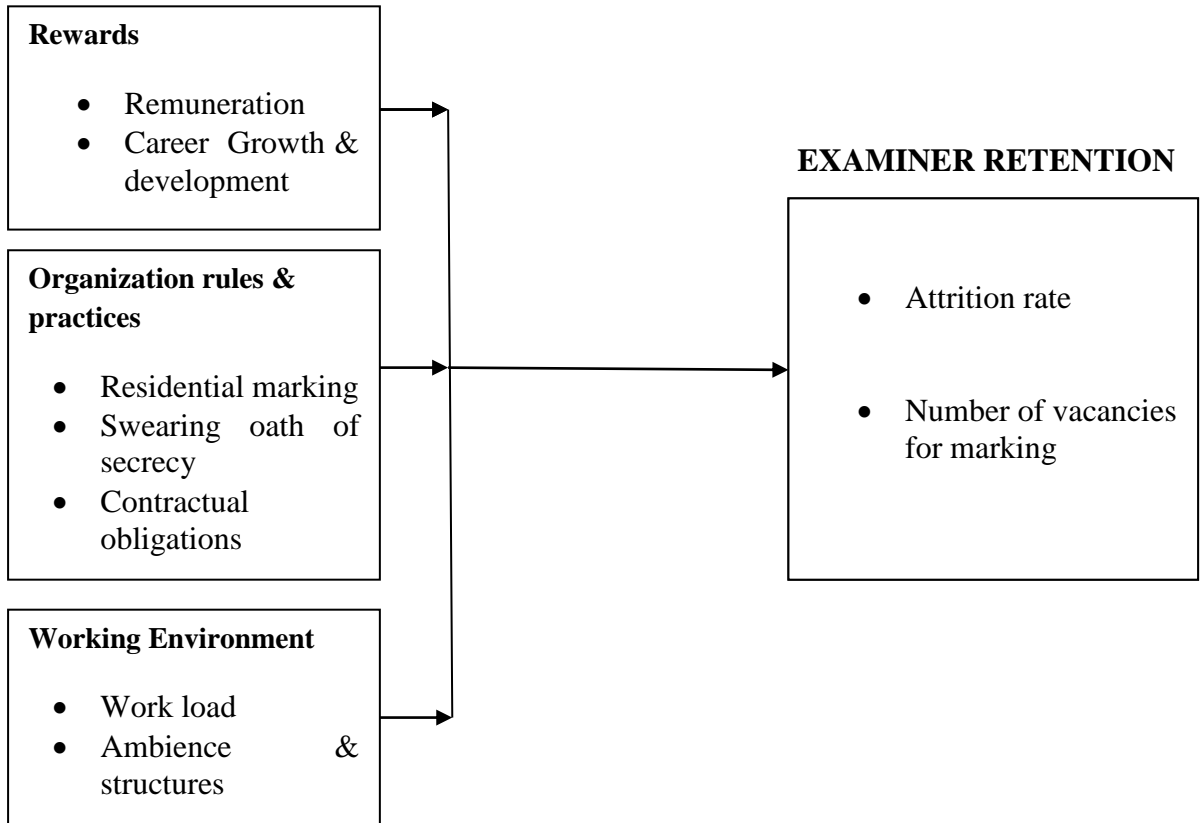 Rewards
• Remuneration
• Career Growth &
development
Organization rules &
practices
• Residential marking
• Swearing oath of
secrecy
• Contractual
obligations
Working Environment
• Work load
• Ambience &
structures
EXAMINER RETENTION
• Attrition rate
• Number of vacancies
for marking